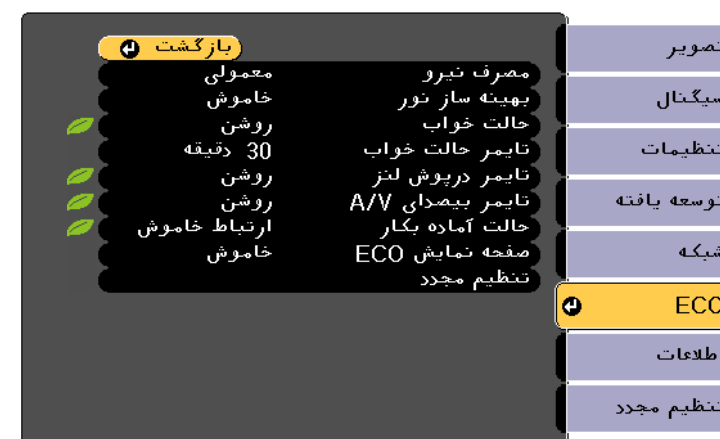 بازگشت
مصرف نیرو معمولی
بهینه ساز نور خاموش
حالت خواب روشن
تایمر حالت خواب 30 دقیقه
تایمر درپوش لنز روشن
تایمر بیصدای A/V روشن
حالت آماده بکار ارتباط خاموش
صفحه نمایش ECO خاموش
تنظیم مجدد
تصویر
سیگنال
تنظیمات
توسعه یافته
شبکه
ECO
اطلاعات
تنظیم مجدد